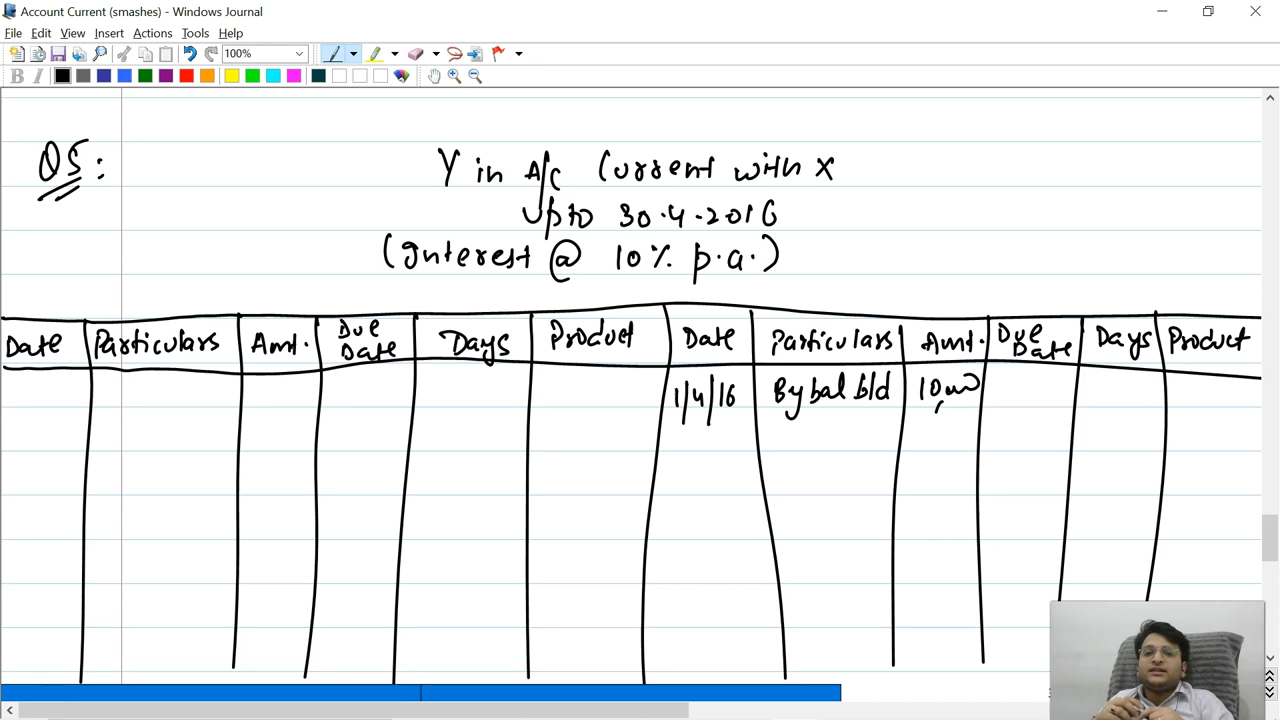 Account Current (smashes) - Windows Journal
File Edit View Insert Actions Tools Help
100%
B I
Q5:
Y in A/C Current with X
upto 30.4.2016
(Interest @ 10% p.a.)
Date Particulars Amt. Due Date Days Product Date Particulars Amt. Due Date Days Product
1/4/16 By bal b/d 10,000